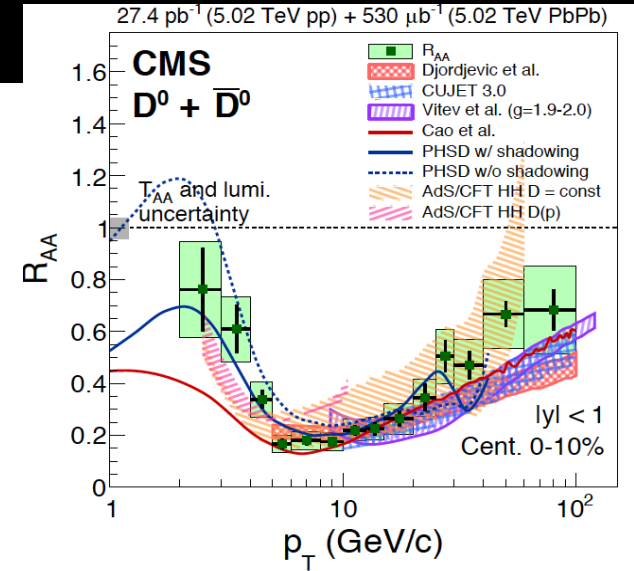 27.4 pb⁻¹ (5.02 TeV pp) + 530 μb⁻¹ (5.02 TeV PbPb)
CMS
D⁰ + D̅⁰
R_AA
Djordjevic et al.
CUJET 3.0
Vitev et al. (g=1.9-2.0)
Cao et al.
PHSD w/ shadowing
PHSD w/o shadowing
AdS/CFT HH D = const
AdS/CFT HH D(p)
T_AA and lumi.
uncertainty
R_AA
1.6
1.4
1.2
1
0.8
0.6
0.4
0.2
0
|y| < 1
Cent. 0-10%
1 10 10²
p_T (GeV/c)